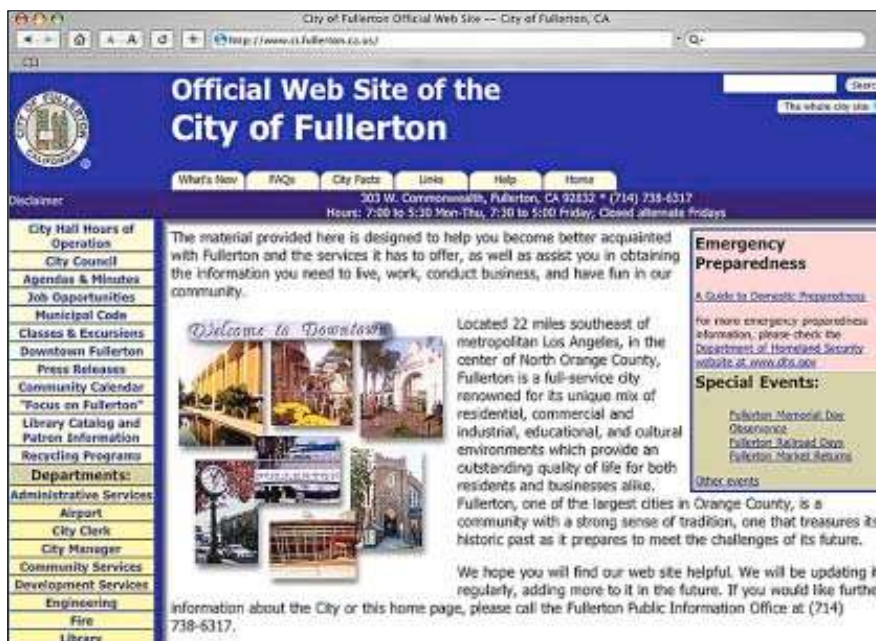 City of Fullerton Official Web Site -- City of Fullerton, CA
A A
http://www.ci.fullerton.ca.us/
Official Web Site of the
City of Fullerton
CITY OF FULLERTON
CALIFORNIA
Searc
The whole city site
What's New FAQs City Facts Links Help Home
Disclaimer
303 W. Commonwealth, Fullerton, CA 92832 * (714) 738-6317
Hours: 7:00 to 5:30 Mon-Thu, 7:30 to 5:00 Friday; Closed alternate Fridays
City Hall Hours of
Operation
City Council
Agendas & Minutes
Job Opportunities
Municipal Code
Classes & Excursions
Downtown Fullerton
Press Releases
Community Calendar
"Focus on Fullerton"
Library Catalog and
Patron Information
Recycling Programs
Departments:
Administrative Services
Airport
City Clerk
City Manager
Community Services
Development Services
Engineering
Fire
Library
The material provided here is designed to help you become better acquainted
with Fullerton and the services it has to offer, as well as assist you in obtaining
the information you need to live, work, conduct business, and have fun in our
community.
Welcome to Downtown
FULLERTON
Located 22 miles southeast of
metropolitan Los Angeles, in the
center of North Orange County,
Fullerton is a full-service city
renowned for its unique mix of
residential, commercial and
industrial, educational, and cultural
environments which provide an
outstanding quality of life for both
residents and businesses alike.
Fullerton, one of the largest cities in Orange County, is a
community with a strong sense of tradition, one that treasures its
historic past as it prepares to meet the challenges of its future.
We hope you will find our web site helpful. We will be updating it
regularly, adding more to it in the future. If you would like furthe
information about the City or this home page, please call the Fullerton Public Information Office at (714)
738-6317.
Emergency
Preparedness
A Guide to Domestic Preparedness
For more emergency preparedness
information, please check the
Department of Homeland Security
website at www.dhs.gov
Special Events:
Fullerton Memorial Day
Observance
Fullerton Railroad Days
Fullerton Market Returns
Other events